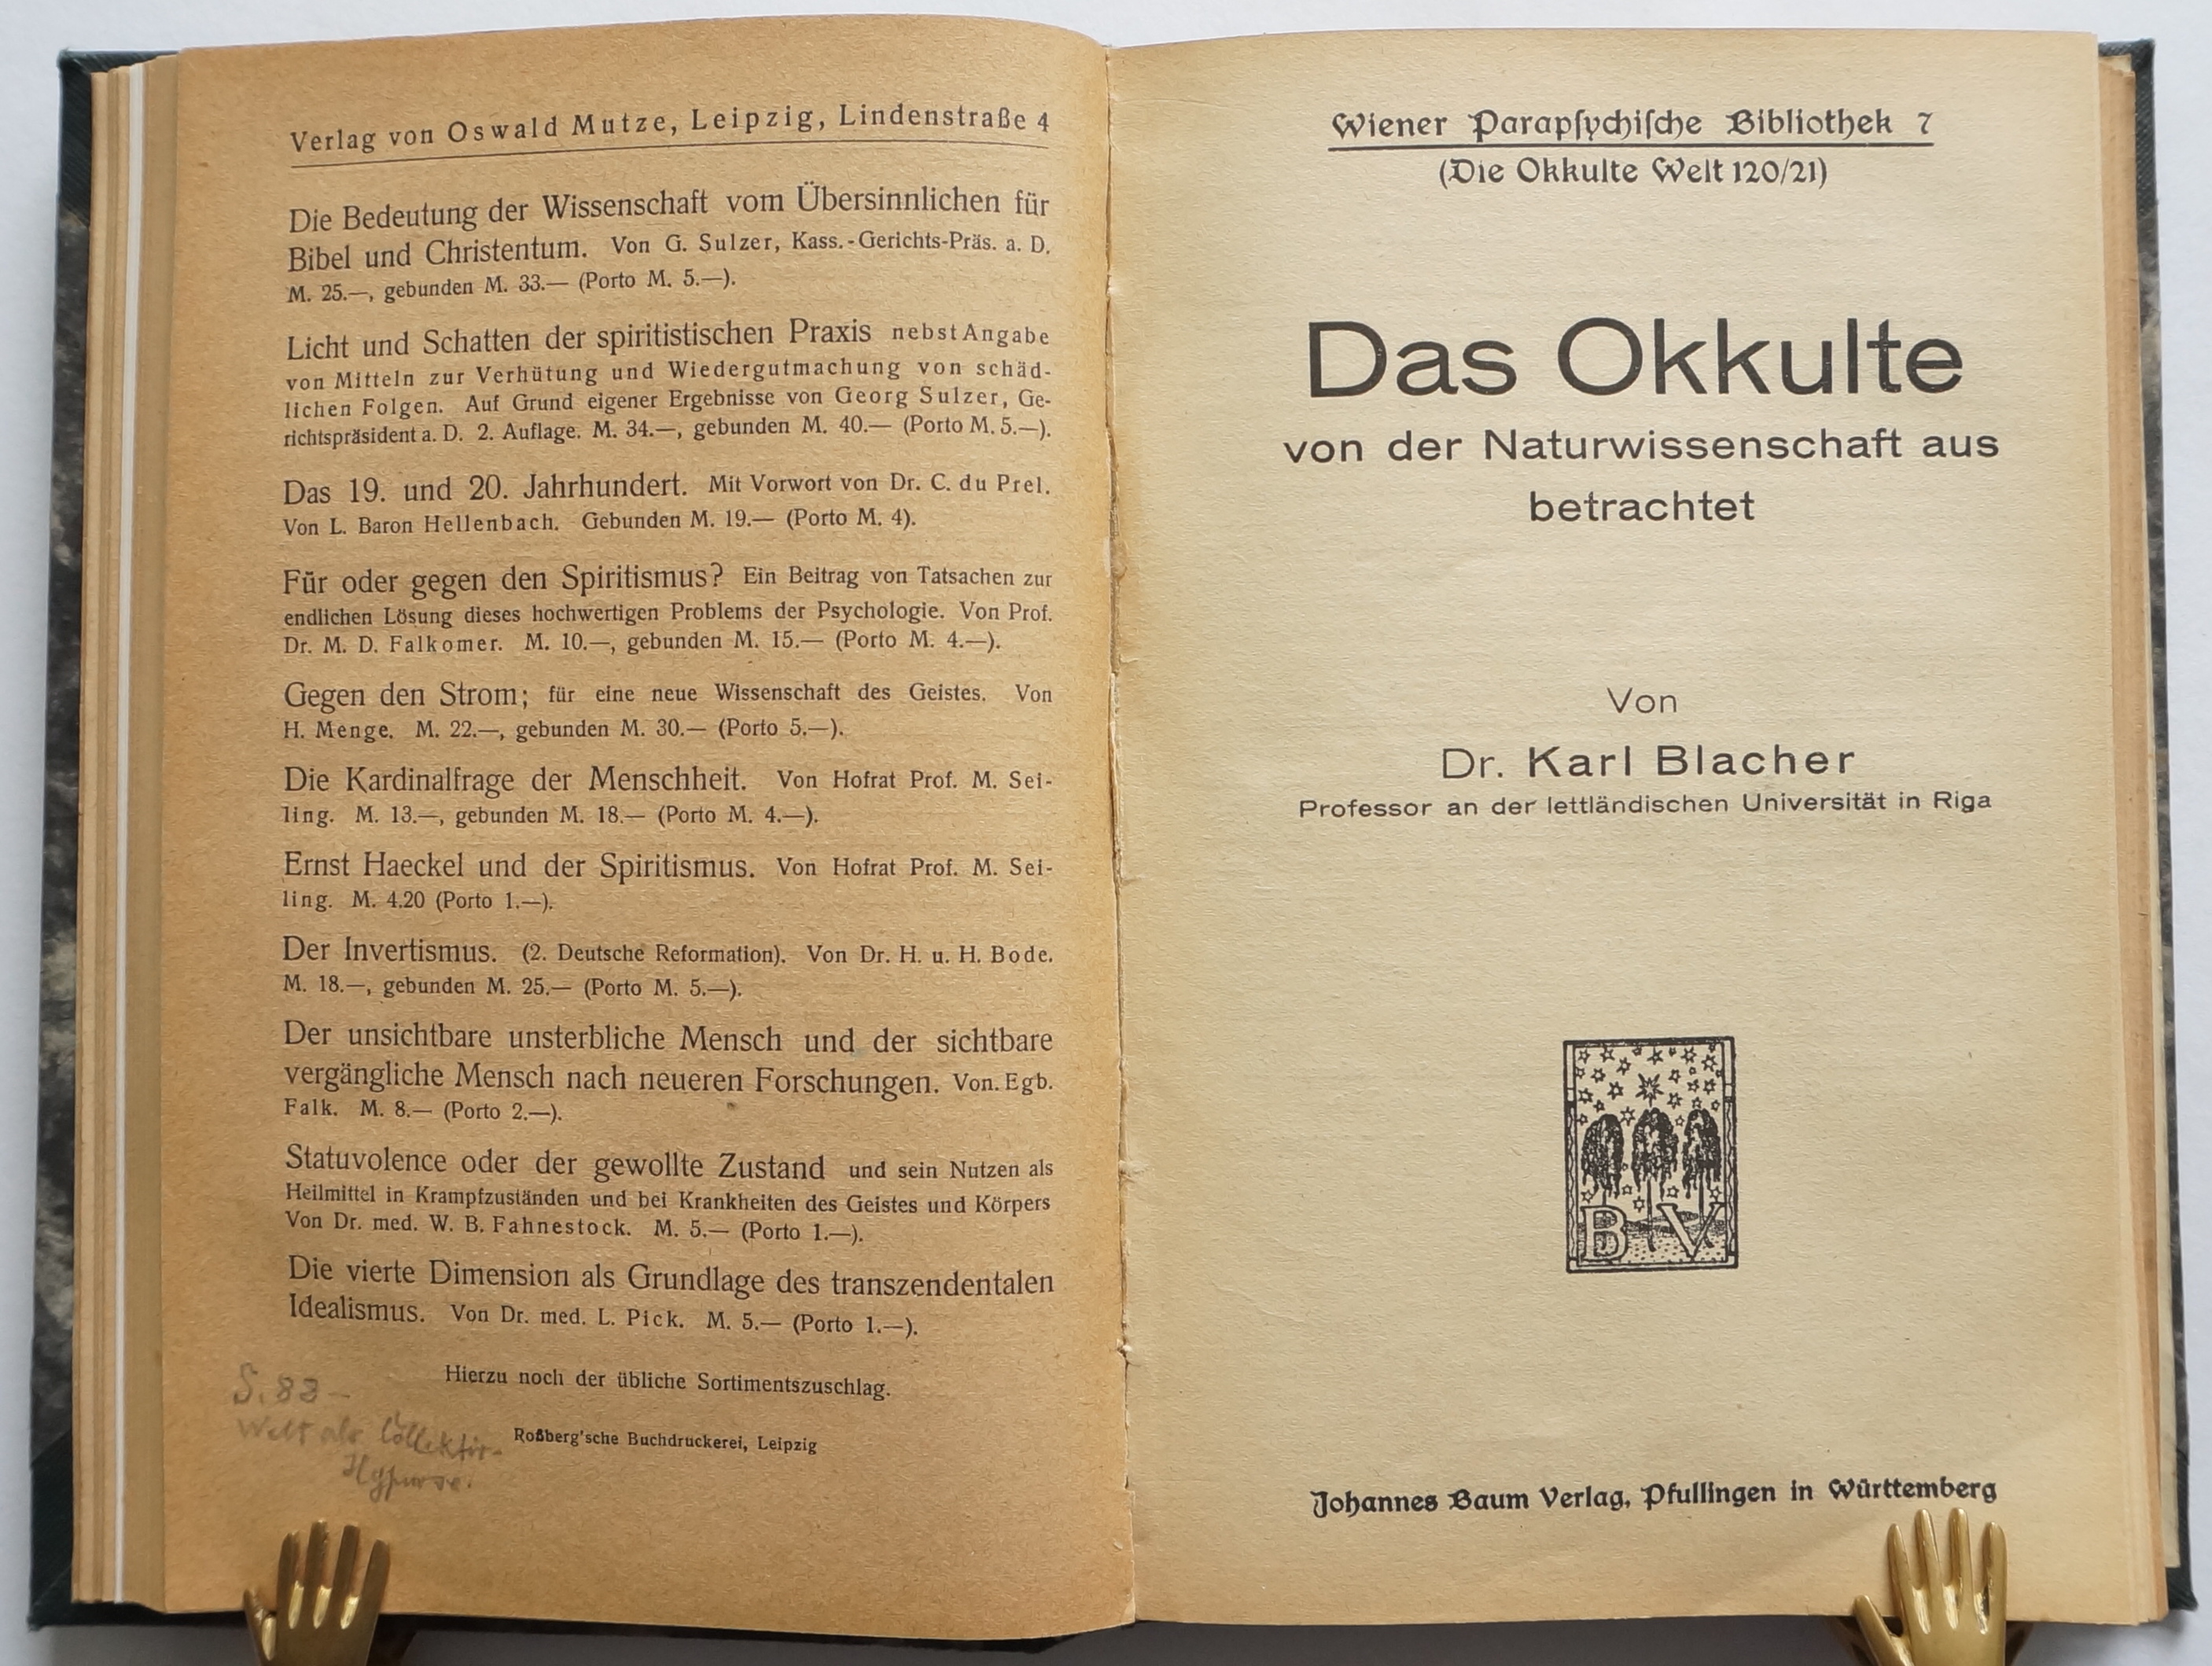 Verlag von Oswald Mutze, Leipzig, Lindenstraße 4
Die Bedeutung der Wissenschaft vom Übersinnlichen für
Bibel und Christentum. Von G. Sulzer, Kass.-Gerichts-Präs. a. D.
M. 25.—, gebunden M. 33.— (Porto M. 5.—).
Licht und Schatten der spiritistischen Praxis nebst Angabe
von Mitteln zur Verhütung und Wiedergutmachung von schäd-
lichen Folgen. Auf Grund eigener Ergebnisse von Georg Sulzer, Ge-
richtspräsident a. D. 2. Auflage. M. 34.—, gebunden M. 40.— (Porto M. 5.—).
Das 19. und 20. Jahrhundert. Mit Vorwort von Dr. C. du Prel.
Von L. Baron Hellenbach. Gebunden M. 19.— (Porto M. 4).
Für oder gegen den Spiritismus? Ein Beitrag von Tatsachen zur
endlichen Lösung dieses hochwertigen Problems der Psychologie. Von Prof.
Dr. M. D. Falkomer. M. 10.—, gebunden M. 15.— (Porto M. 4.—).
Gegen den Strom; für eine neue Wissenschaft des Geistes. Von
H. Menge. M. 22.—, gebunden M. 30.— (Porto 5.—).
Die Kardinalfrage der Menschheit. Von Hofrat Prof. M. Sei-
ling. M. 13.—, gebunden M. 18.— (Porto M. 4.—).
Ernst Haeckel und der Spiritismus. Von Hofrat Prof. M. Sei-
ling. M. 4.20 (Porto 1.—).
Der Invertismus. (2. Deutsche Reformation). Von Dr. H. u. H. Bode.
M. 18.—, gebunden M. 25.— (Porto M. 5.—).
Der unsichtbare unsterbliche Mensch und der sichtbare
vergängliche Mensch nach neueren Forschungen. Von. Egb.
Falk. M. 8.— (Porto 2.—).
Statuvolence oder der gewollte Zustand und sein Nutzen als
Heilmittel in Krampfzuständen und bei Krankheiten des Geistes und Körpers
Von Dr. med. W. B. Fahnestock. M. 5.— (Porto 1.—).
Die vierte Dimension als Grundlage des transzendentalen
Idealismus. Von Dr. med. L. Pick. M. 5.— (Porto 1.—).
Hierzu noch der übliche Sortimentszuschlag.
Roßberg'sche Buchdruckerei, Leipzig
S. 83 –
Welt als Collektiv-
Hypnose.
Wiener Parapſychiſche Bibliothek 7
(Die Okkulte Welt 120/21)
Das Okkulte
von der Naturwissenschaft aus
betrachtet
Von
Dr. Karl Blacher
Professor an der lettländischen Universität in Riga
B V
Johannes Baum Verlag, Pfullingen in Württemberg